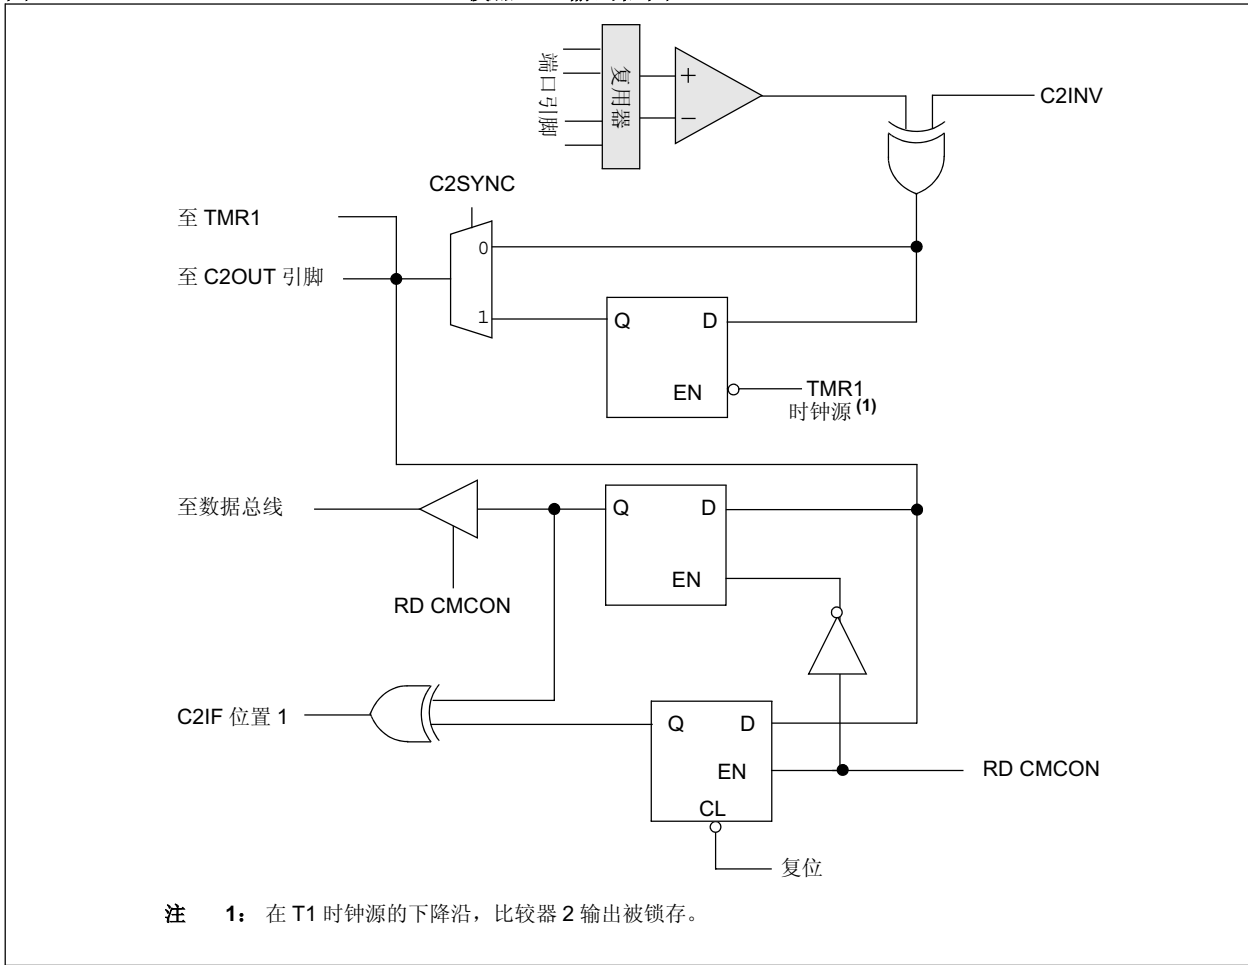 端口引脚
复用器
+
–
C2INV
C2SYNC
至 TMR1
0
至 C2OUT 引脚
1
Q D
EN
TMR1
时钟源 (1)
至数据总线
Q D
EN
RD CMCON
C2IF 位置 1
Q D
EN
RD CMCON
CL
复位
注 1： 在 T1 时钟源的下降沿，比较器 2 输出被锁存。